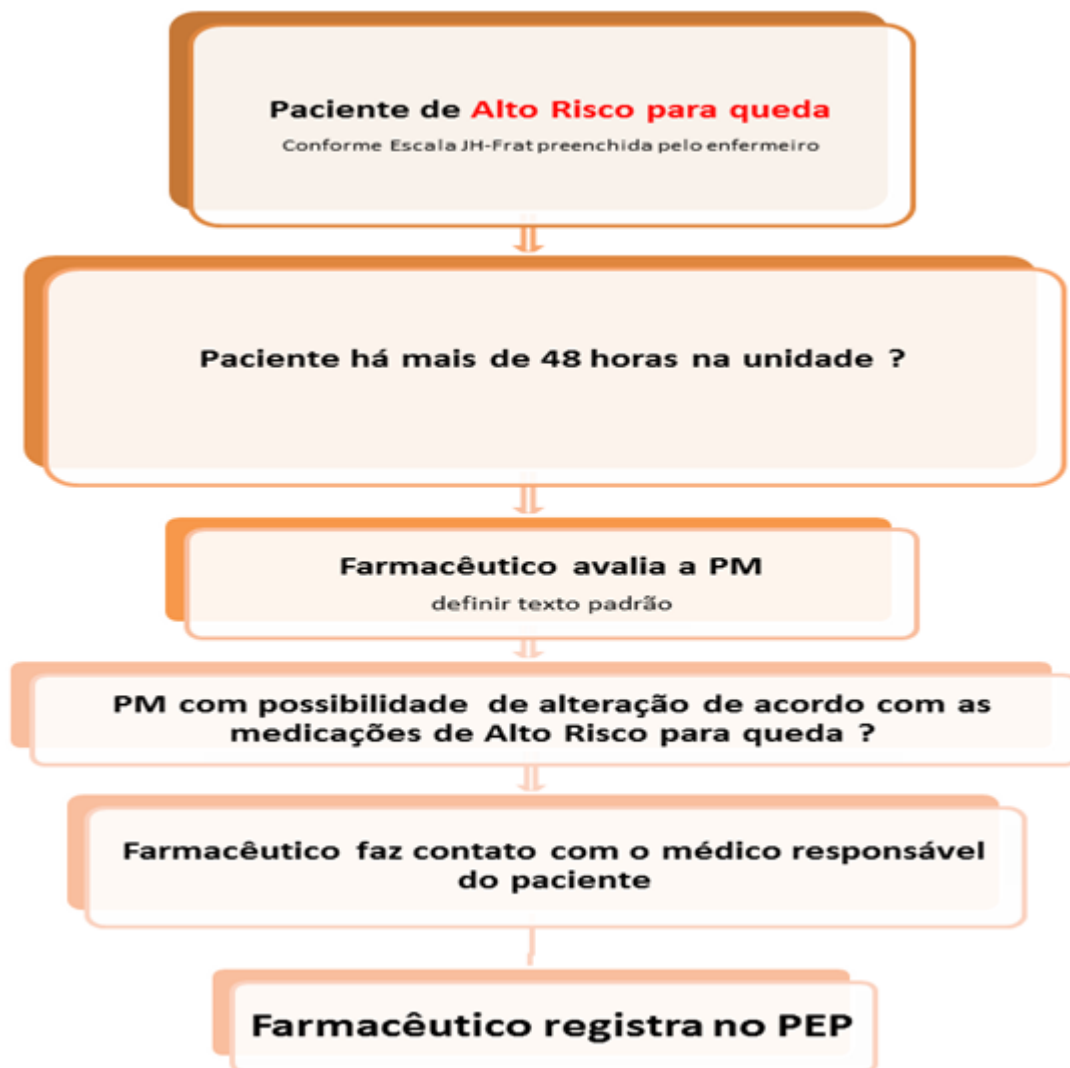 Paciente de Alto Risco para queda
Conforme Escala JH-Frat preenchida pelo enfermeiro
Paciente há mais de 48 horas na unidade ?
Farmacêutico avalia a PM
definir texto padrão
PM com possibilidade de alteração de acordo com as
medicações de Alto Risco para queda ?
Farmacêutico faz contato com o médico responsável
do paciente
Farmacêutico registra no PEP